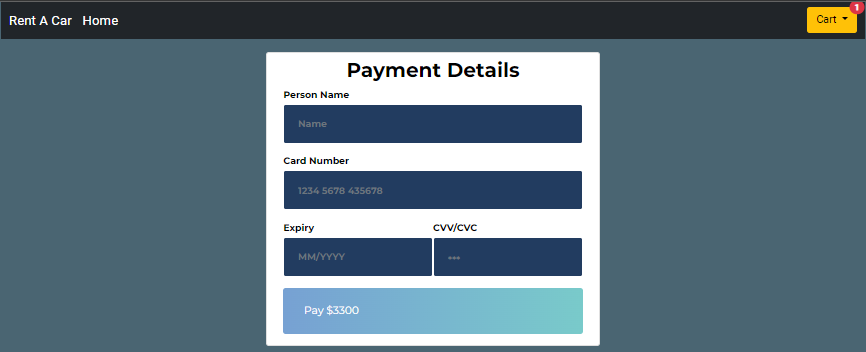 Rent A Car Home Cart 1
Payment Details
Person Name
Name
Card Number
1234 5678 435678
Expiry CVV/CVC
MM/YYYY ***
Pay $3300